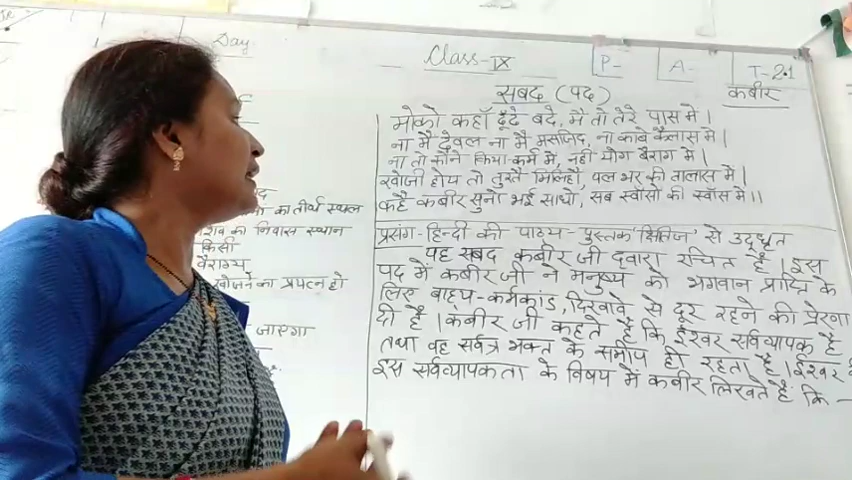 Day
Class-IX
P-
A-
T-2.1
सबद (पद)
कबीर
मोको कहाँ ढूँढे बंदे, मैं तो तेरे पास में।
ना मैं देवल ना मैं मसजिद, ना काबे कैलास में।
ना तो कौने क्रिया कर्म में, नहीं योग बैराग में।
खोजी होय तो तुरतै मिलिहौं, पल भर की तालास में।
कहै कबीर सुनो भई साधो, सब स्वाँसों की स्वाँस में।।
प्रसंग-हिन्दी की पाठ्य-पुस्तक 'क्षितिज' से उद्धृत
यह सबद कबीर जी द्वारा रचित है। इस
पद में कबीर जी ने मनुष्य को भगवान प्राप्ति के
लिए बाह्य-कर्मकांड, दिखावे से दूर रहने की प्रेरणा
दी है। कबीर जी कहते हैं कि ईश्वर सर्वव्यापक है
तथा वह सर्वत्र भक्त के समीप ही रहता है। ईश्वर
इस सर्वव्यापकता के विषय में कबीर लिखते हैं कि -
का तीर्थ स्थल
का निवास स्थान
किसी
वैराग्य
खोजने का प्रयत्न हो
जाएगा